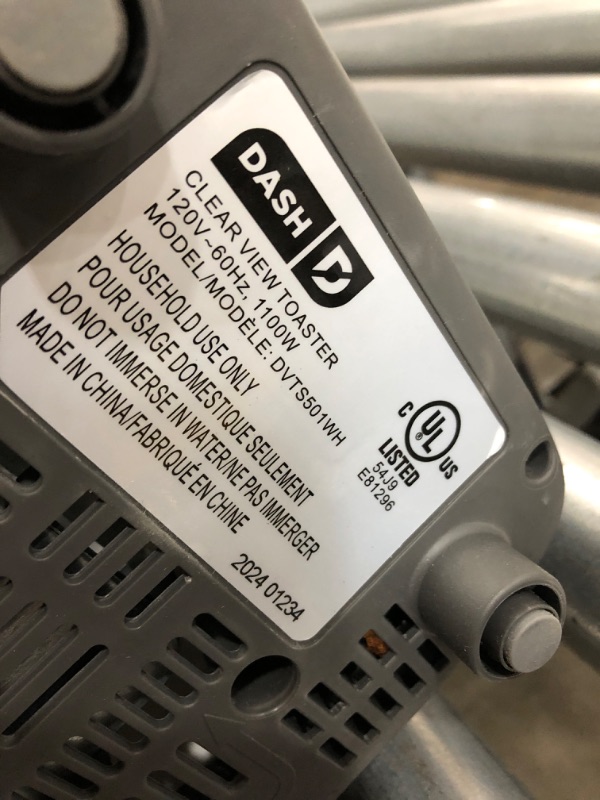 DASH
CLEAR VIEW TOASTER
120V~60HZ, 1100W
MODEL/MODÈLE: DVTS501WH
HOUSEHOLD USE ONLY
POUR USAGE DOMESTIQUE SEULEMENT
DO NOT IMMERSE IN WATER/NE PAS IMMERGER
MADE IN CHINA/FABRIQUÉ EN CHINE
C UL US
LISTED
54J9
E81296
2024 01234